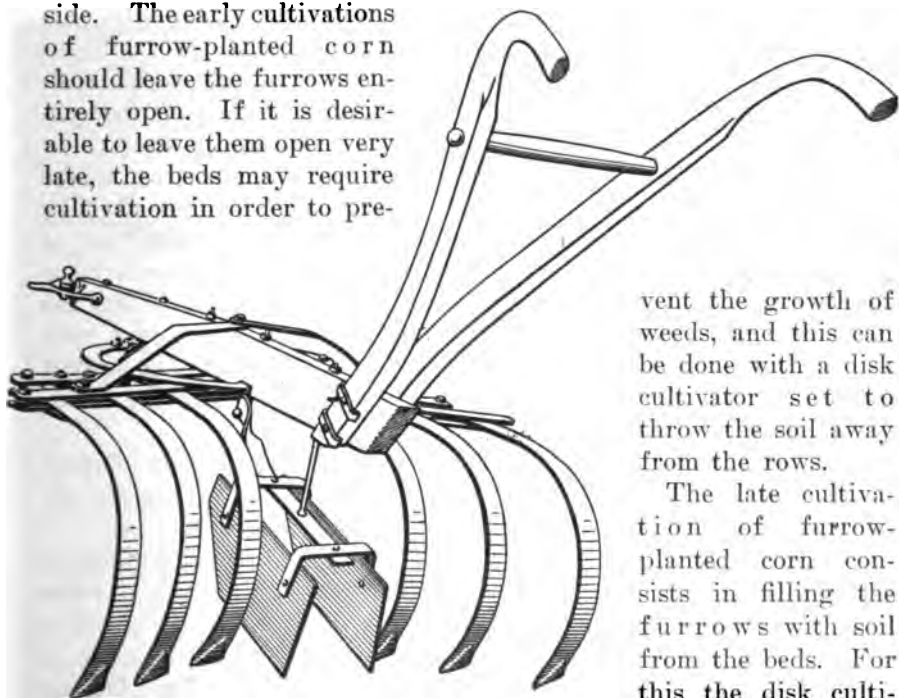 side. The early cultivations
of furrow-planted corn
should leave the furrows en-
tirely open. If it is desir-
able to leave them open very
late, the beds may require
cultivation in order to pre-
vent the growth of
weeds, and this can
be done with a disk
cultivator set to
throw the soil away
from the rows.
The late cultiva-
tion of furrow-
planted corn con-
sists in filling the
furrows with soil
from the beds. For
this the disk culti-